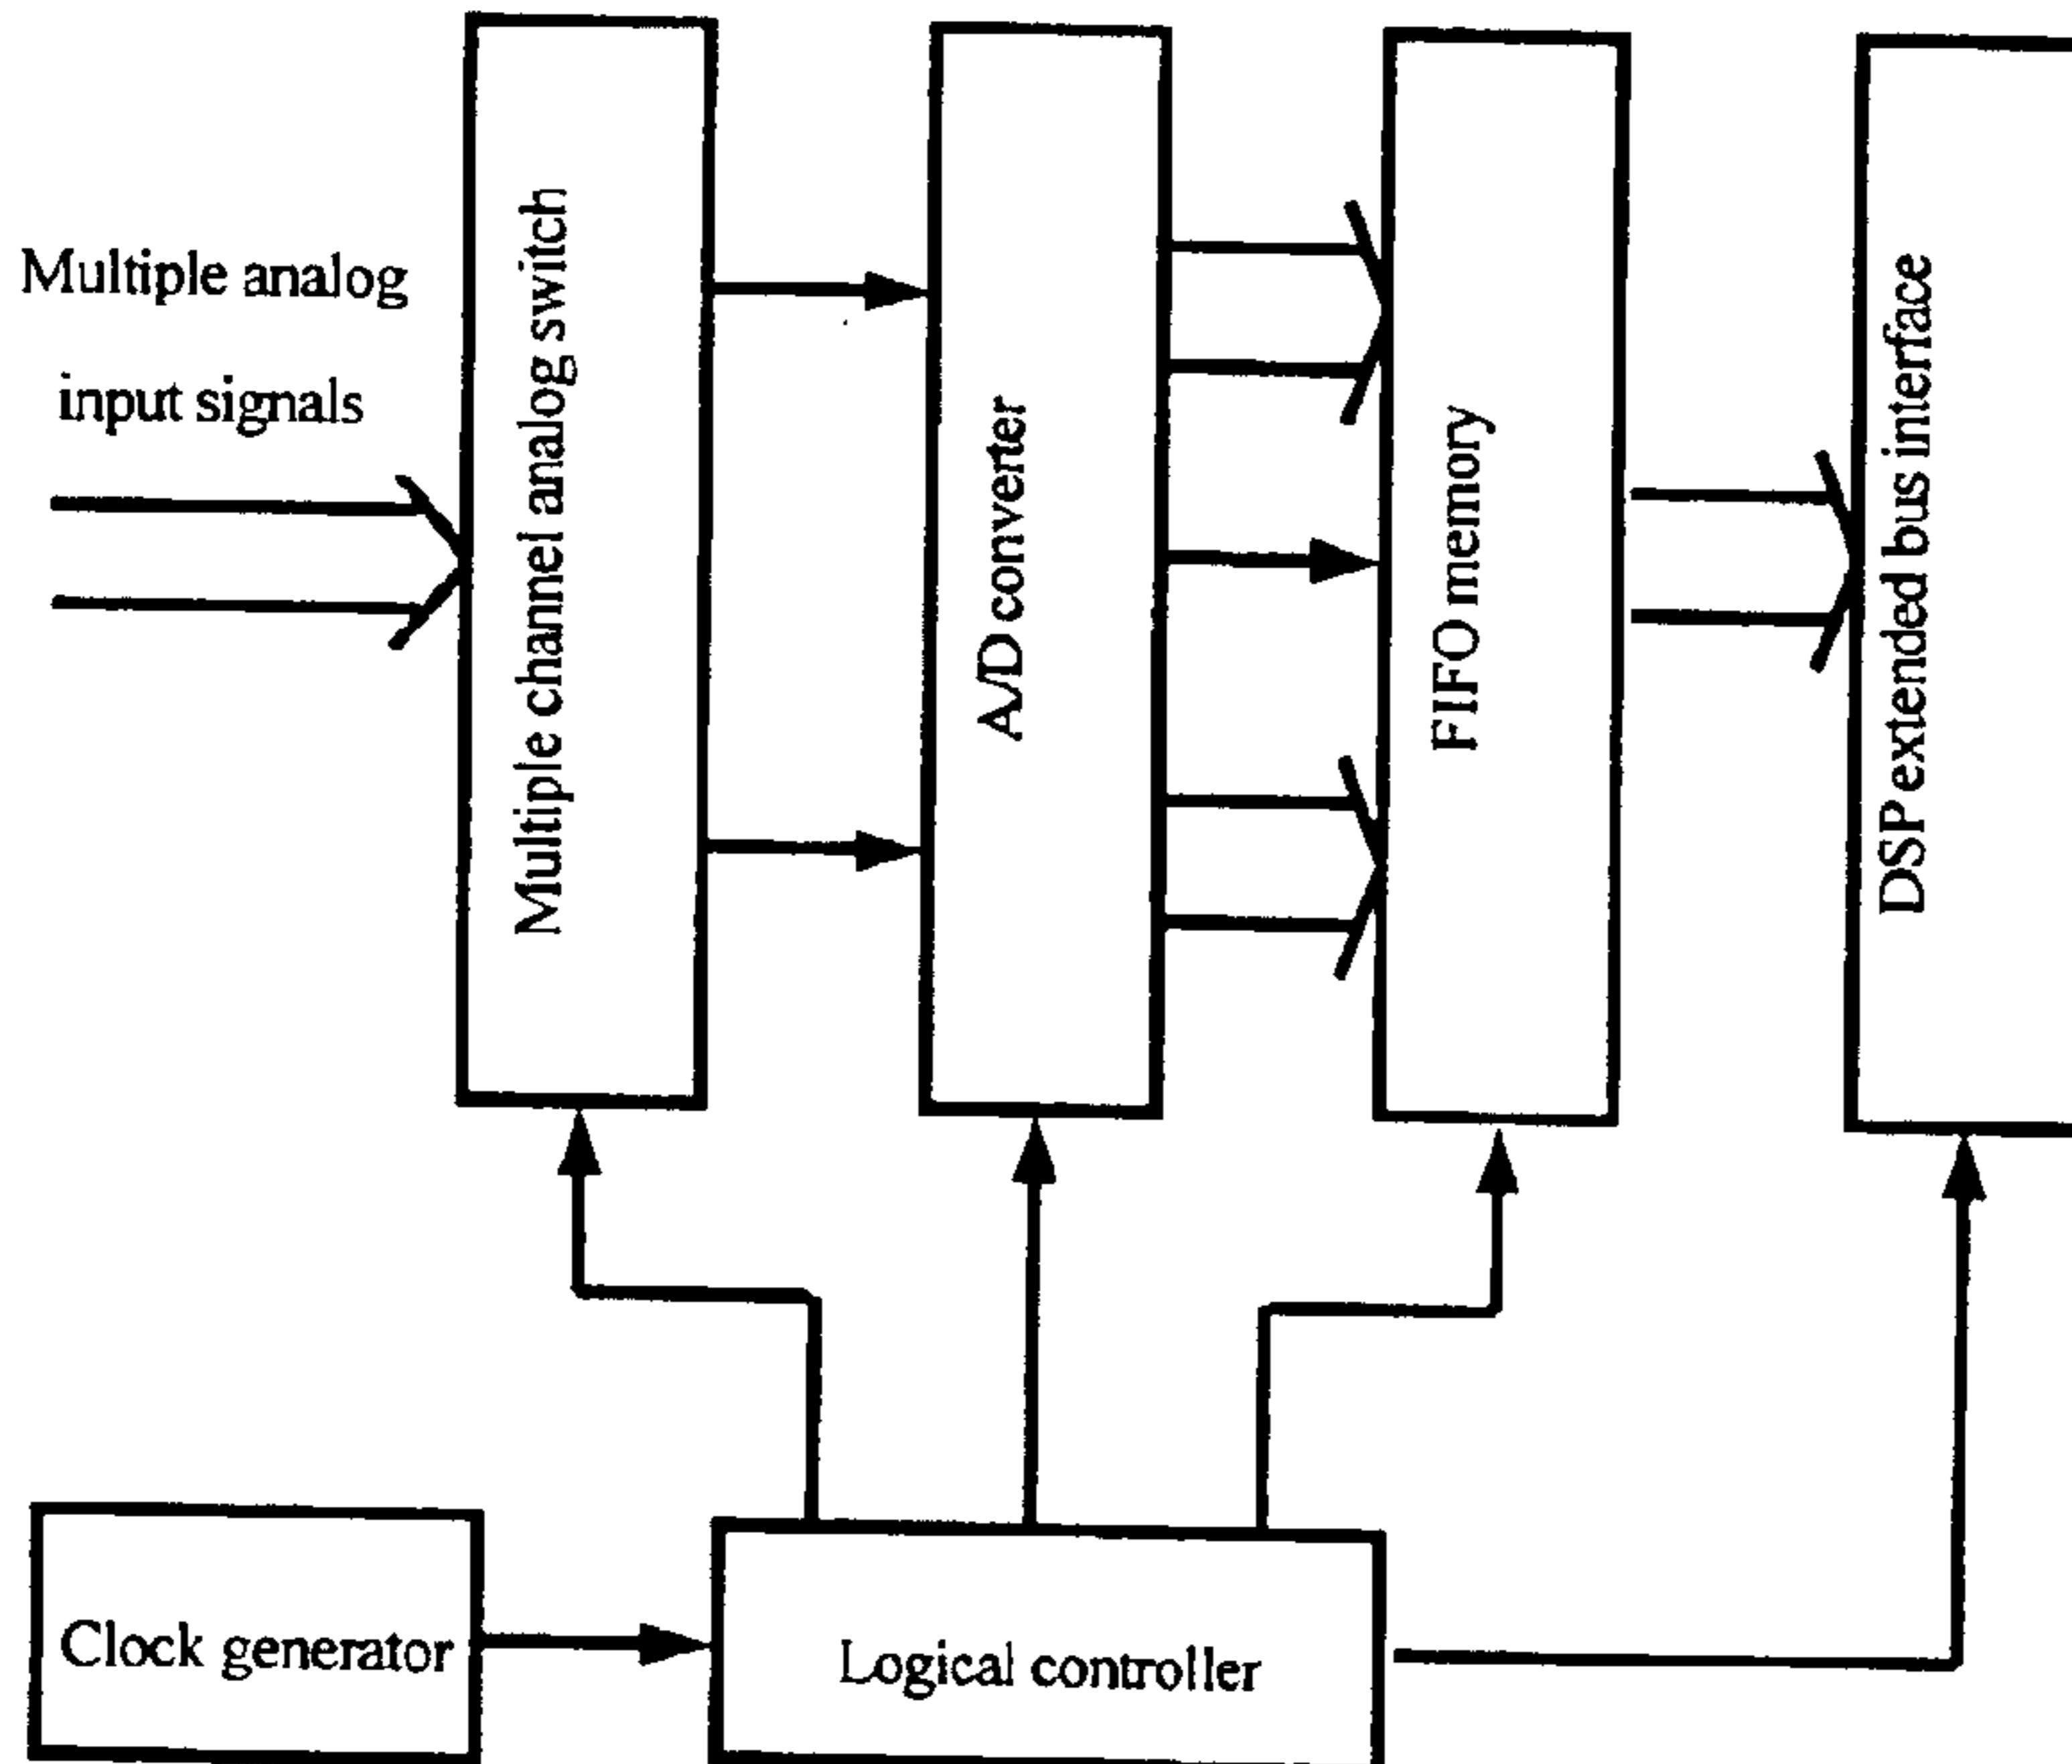 Multiple analog
input signals
Multiple channel analog switch
A/D converter
FIFO memory
DSP extended bus interface
Clock generator
Logical controller